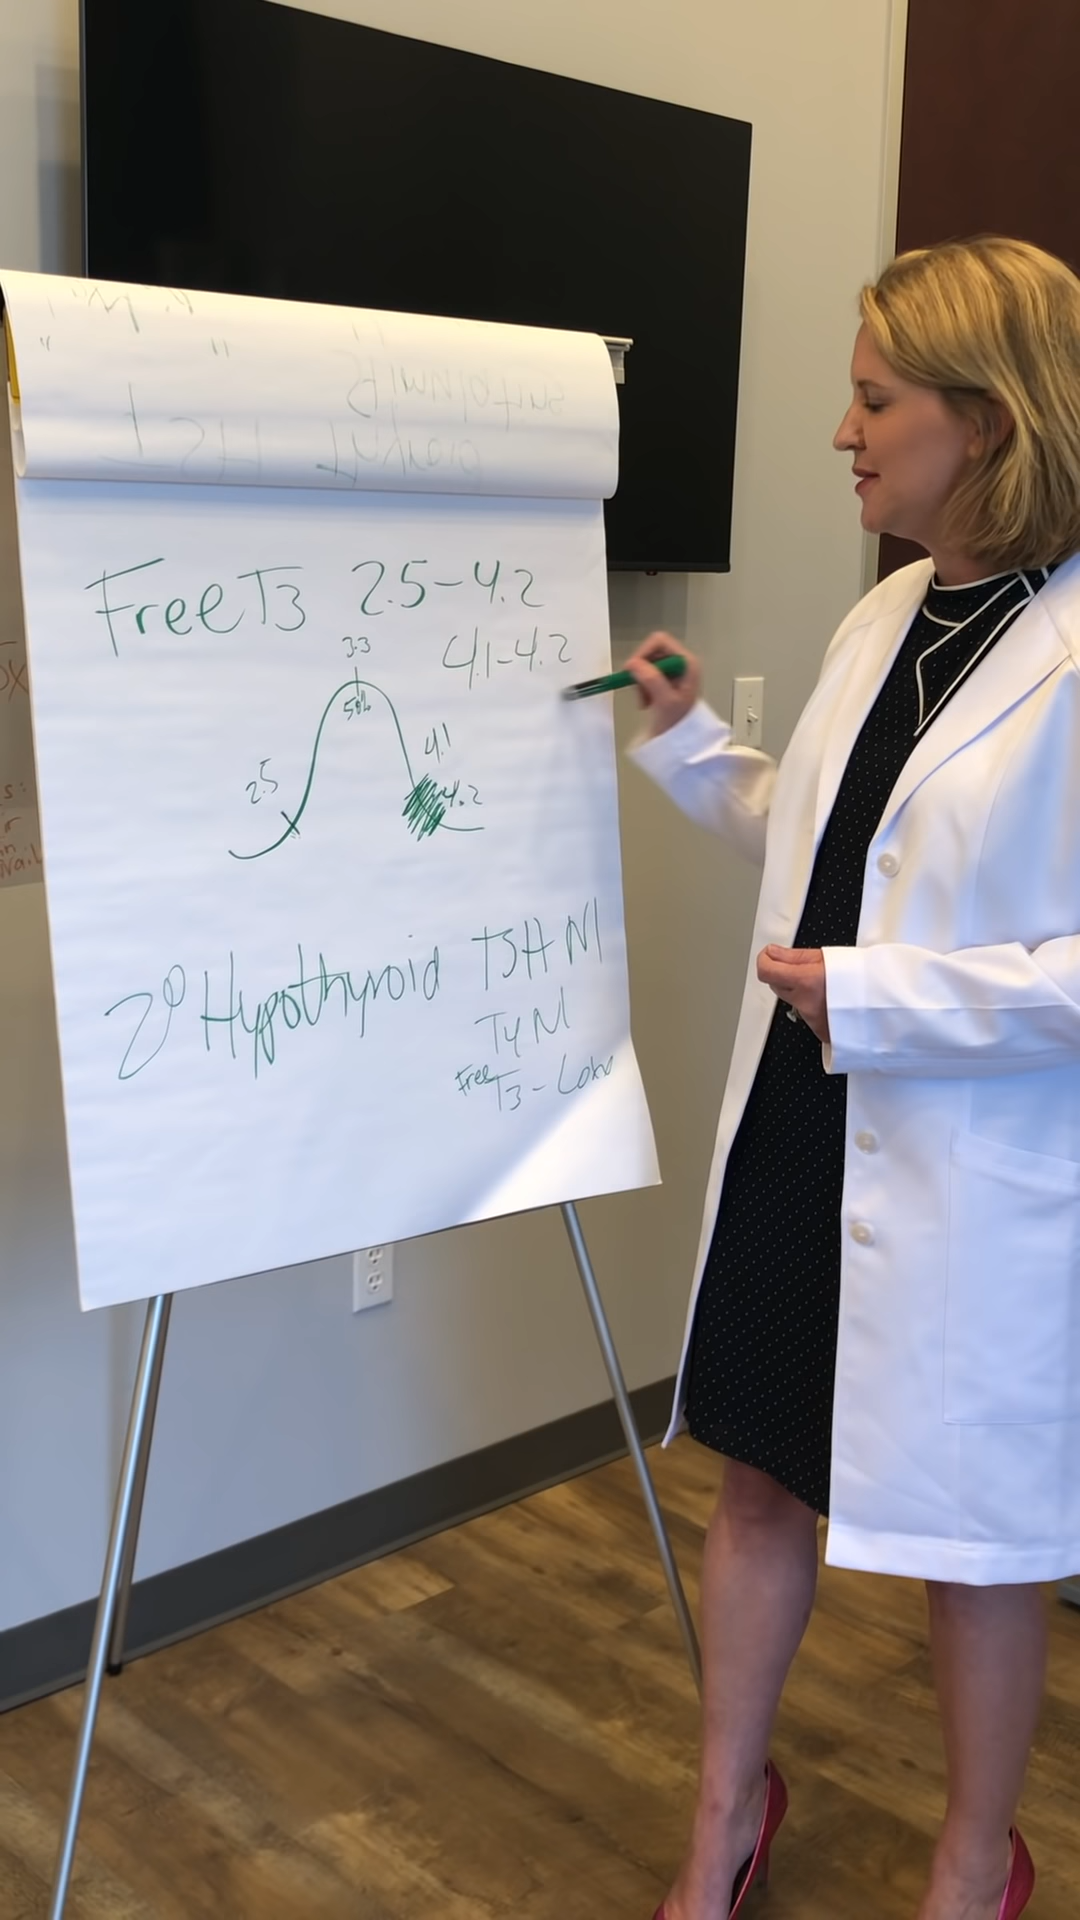 Free T3 2.5-4.2
4.1-4.2
3.3
50%
4.1
2.5
4.2
2° Hypothyroid TSH Nl
T4 Nl
Free T3 - Low